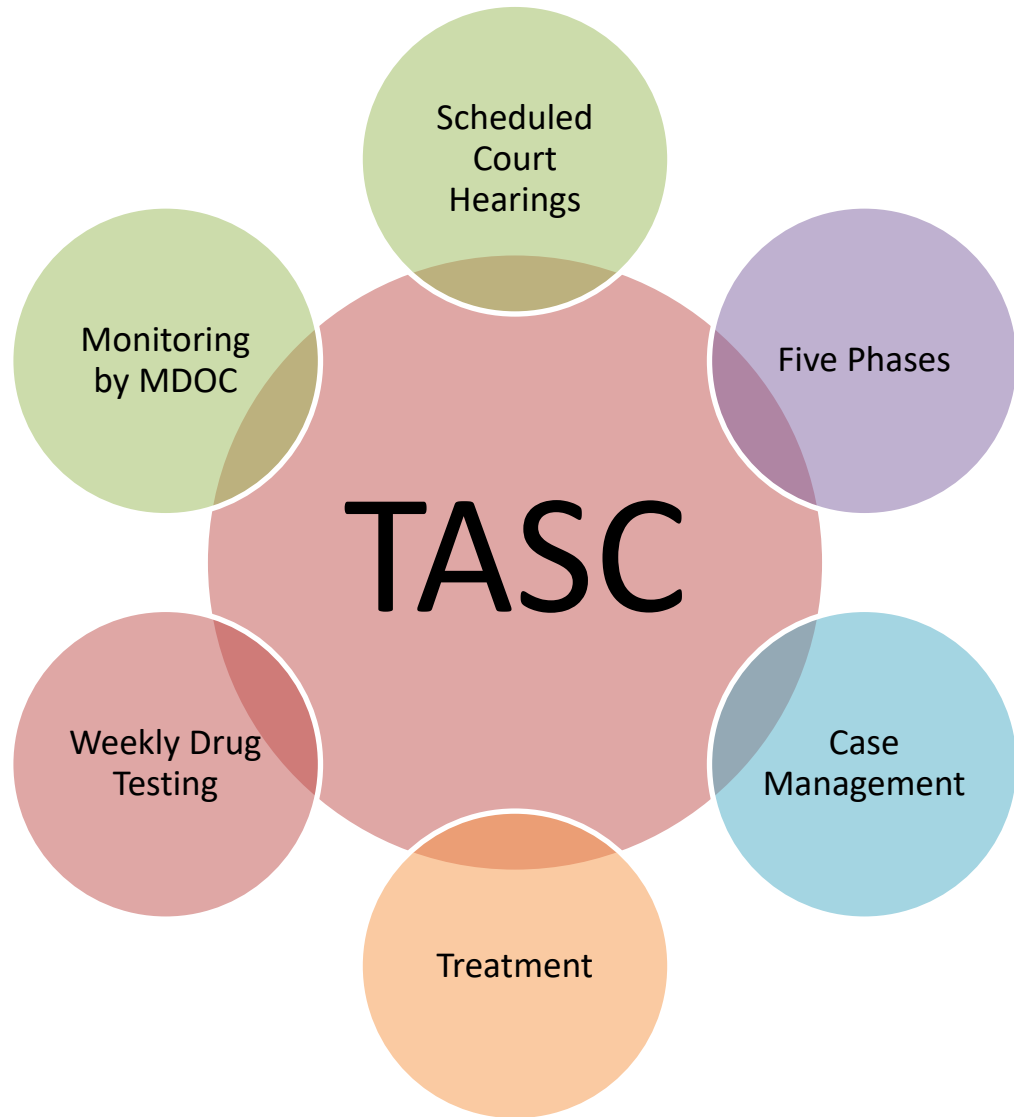 Scheduled
Court
Hearings
Five Phases
Case
Management
Treatment
Weekly Drug
Testing
Monitoring
by MDOC
TASC